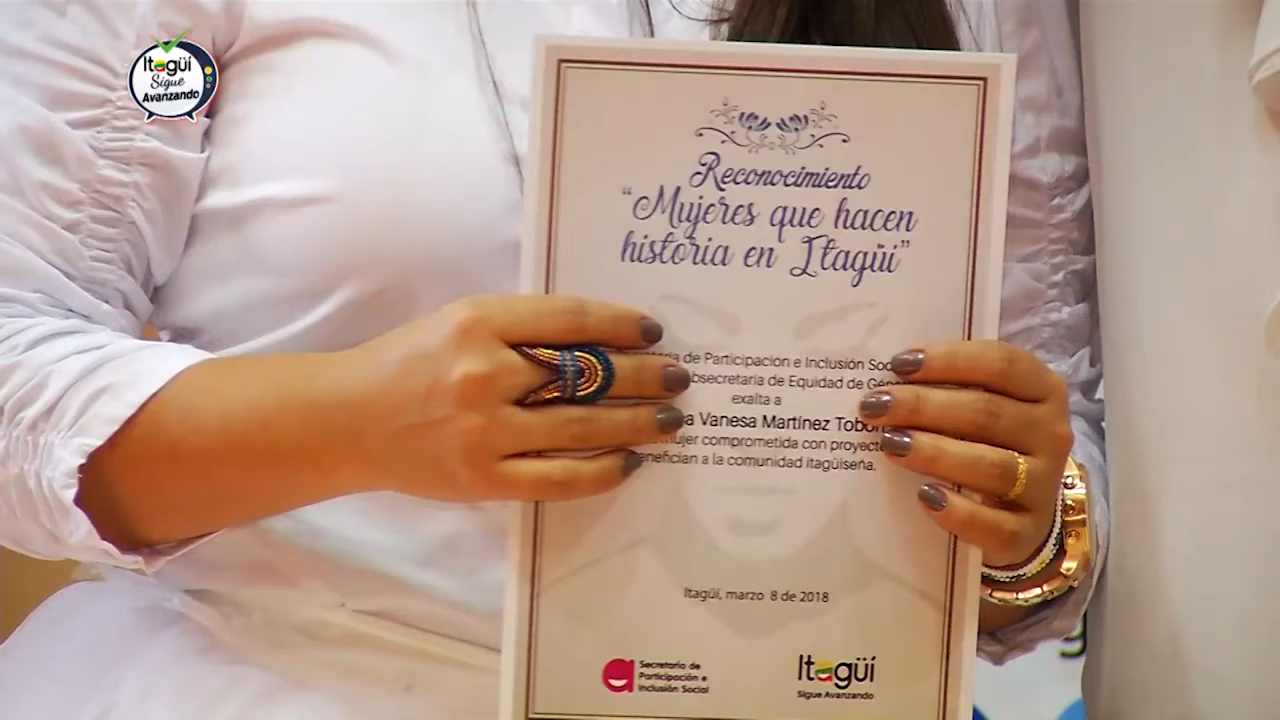 Itagüí
Sigue
Avanzando
Reconocimiento
“Mujeres que hacen
historia en Itagüí”
de Participación e Inclusión
de Equidad de
exalta a
Vanesa Martínez
comprometida con
a la comunidad itagüiseña.
Itagüí, marzo 8 de 2018
Secretaría de
Participación e
Inclusión Social
Itagüí
Sigue Avanzando